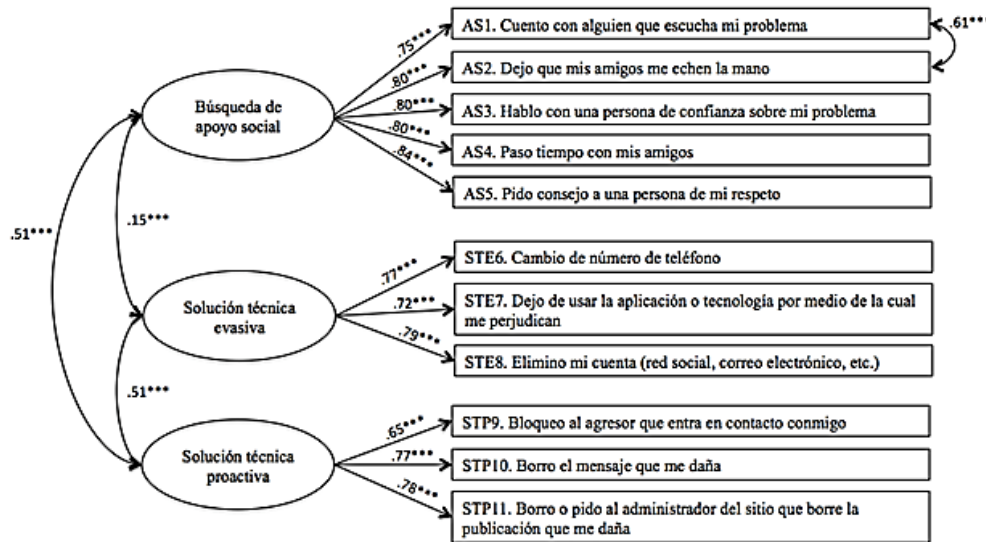 AS1. Cuento con alguien que escucha mi problema
.61***
.75***
AS2. Dejo que mis amigos me echen la mano
.80***
Búsqueda de
apoyo social
AS3. Hablo con una persona de confianza sobre mi problema
.80***
AS4. Paso tiempo con mis amigos
.80***
AS5. Pido consejo a una persona de mi respeto
.84***
.51***
.15***
STE6. Cambio de número de teléfono
.77***
Solución técnica
evasiva
STE7. Dejo de usar la aplicación o tecnología por medio de la cual
me perjudican
.72***
STE8. Elimino mi cuenta (red social, correo electrónico, etc.)
.79***
.51***
STP9. Bloqueo al agresor que entra en contacto conmigo
.65***
Solución técnica
proactiva
STP10. Borro el mensaje que me daña
.77***
STP11. Borro o pido al administrador del sitio que borre la
publicación que me daña
.78***